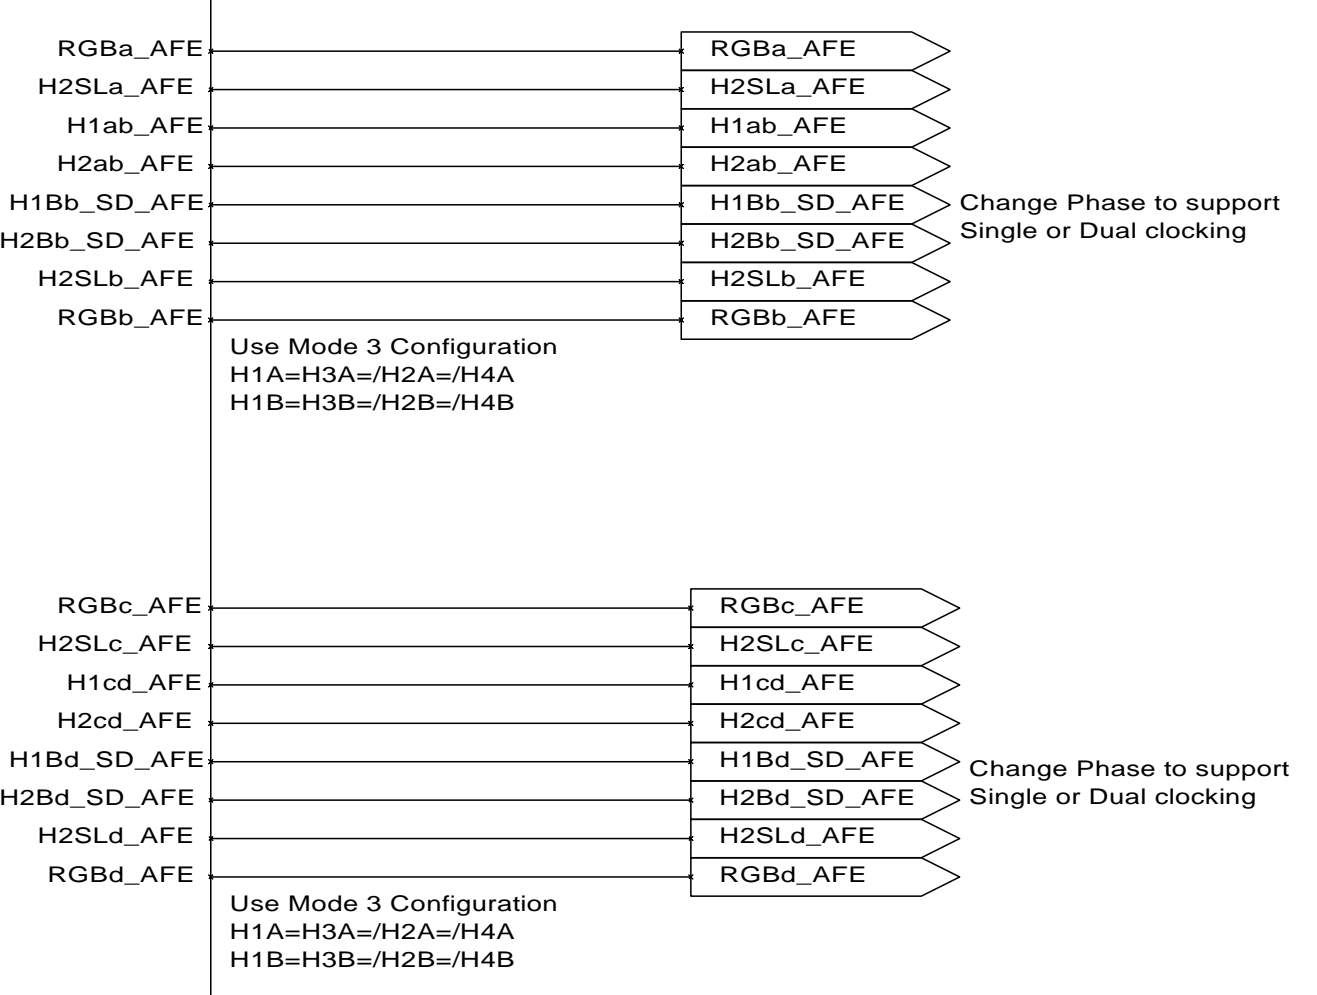 RGBa_AFE RGBa_AFE
H2SLa_AFE H2SLa_AFE
H1ab_AFE H1ab_AFE
H2ab_AFE H2ab_AFE
H1Bb_SD_AFE H1Bb_SD_AFE Change Phase to support
H2Bb_SD_AFE H2Bb_SD_AFE Single or Dual clocking
H2SLb_AFE H2SLb_AFE
RGBb_AFE RGBb_AFE
Use Mode 3 Configuration
H1A=H3A=/H2A=/H4A
H1B=H3B=/H2B=/H4B
RGBc_AFE RGBc_AFE
H2SLc_AFE H2SLc_AFE
H1cd_AFE H1cd_AFE
H2cd_AFE H2cd_AFE
H1Bd_SD_AFE H1Bd_SD_AFE Change Phase to support
H2Bd_SD_AFE H2Bd_SD_AFE Single or Dual clocking
H2SLd_AFE H2SLd_AFE
RGBd_AFE RGBd_AFE
Use Mode 3 Configuration
H1A=H3A=/H2A=/H4A
H1B=H3B=/H2B=/H4B